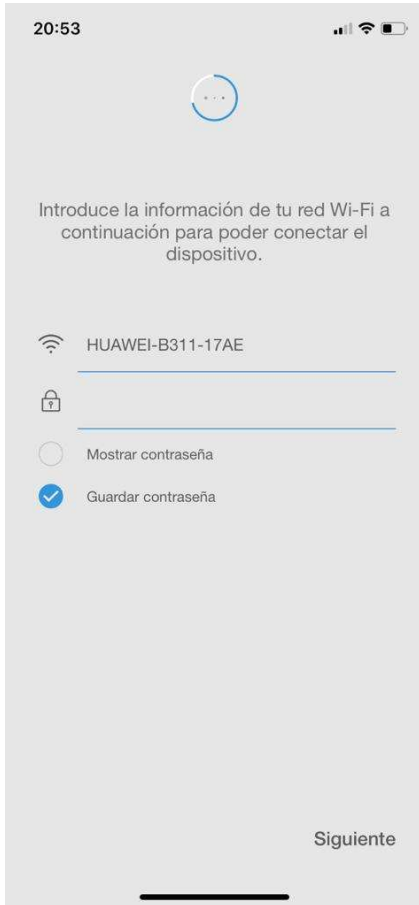 20:53
Introduce la información de tu red Wi-Fi a
continuación para poder conectar el
dispositivo.
HUAWEI-B311-17AE
Mostrar contraseña
Guardar contraseña
Siguiente